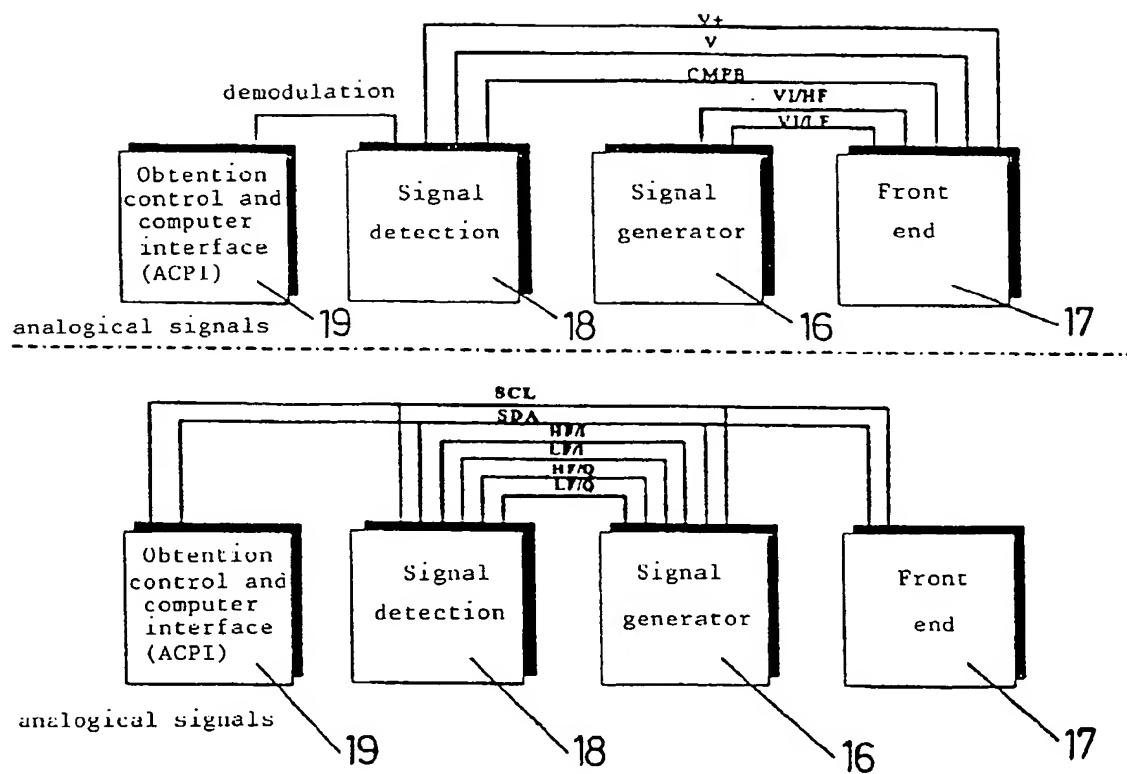 V+
V
CMPB
demodulation
VI/HF
VI/LF
Obtention
control and
computer
interface
(ACPI)
Signal
detection
Signal
generator
Front
end
19
18
16
17
analogical signals
SCL
SDA
HF/I
LF/I
HF/Q
LF/Q
Obtention
control and
computer
interface
(ACPI)
Signal
detection
Signal
generator
Front
end
analogical signals
19
18
16
17